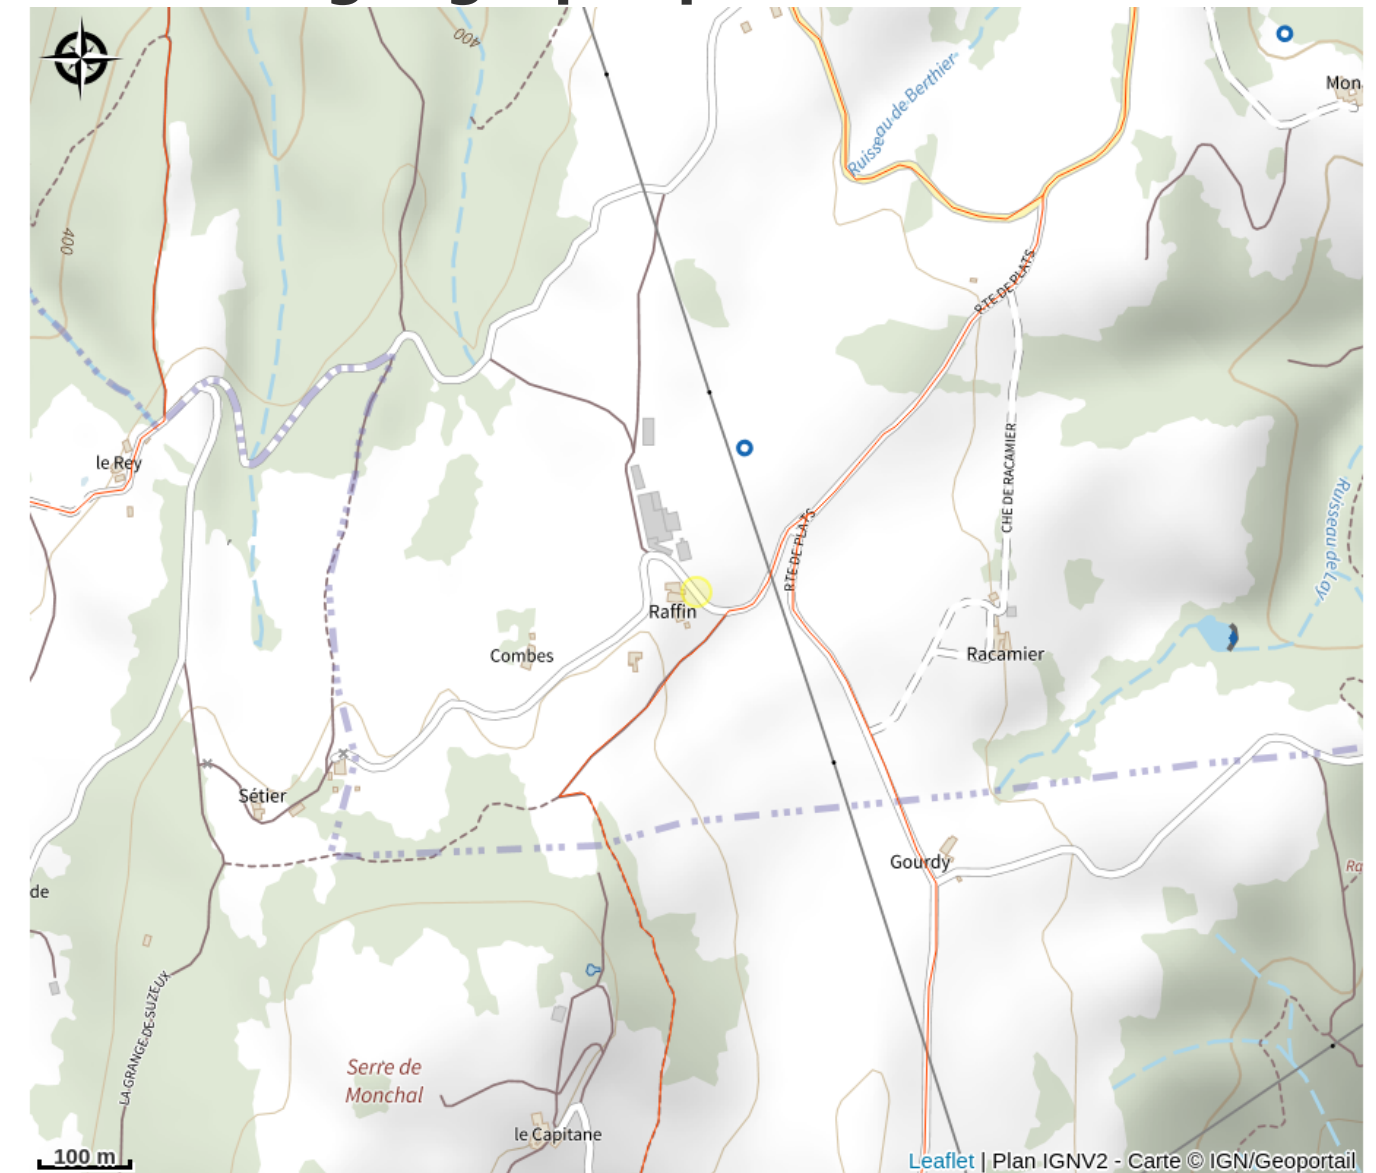 400
Ruisseau de Berthier
Mon
400
RTE DE PLATS
le Rey
CHE DE RACAMIER
Ruisseau de Lay
RTE DE PLATS
Raffin
Combes
Racamier
Sétier
Gourdy
de
Ra
LA GRANGE DE SUZEUX
Serre de
Monchal
le Capitane
100 m
Leaflet | Plan IGNV2 - Carte © IGN/Geoportail